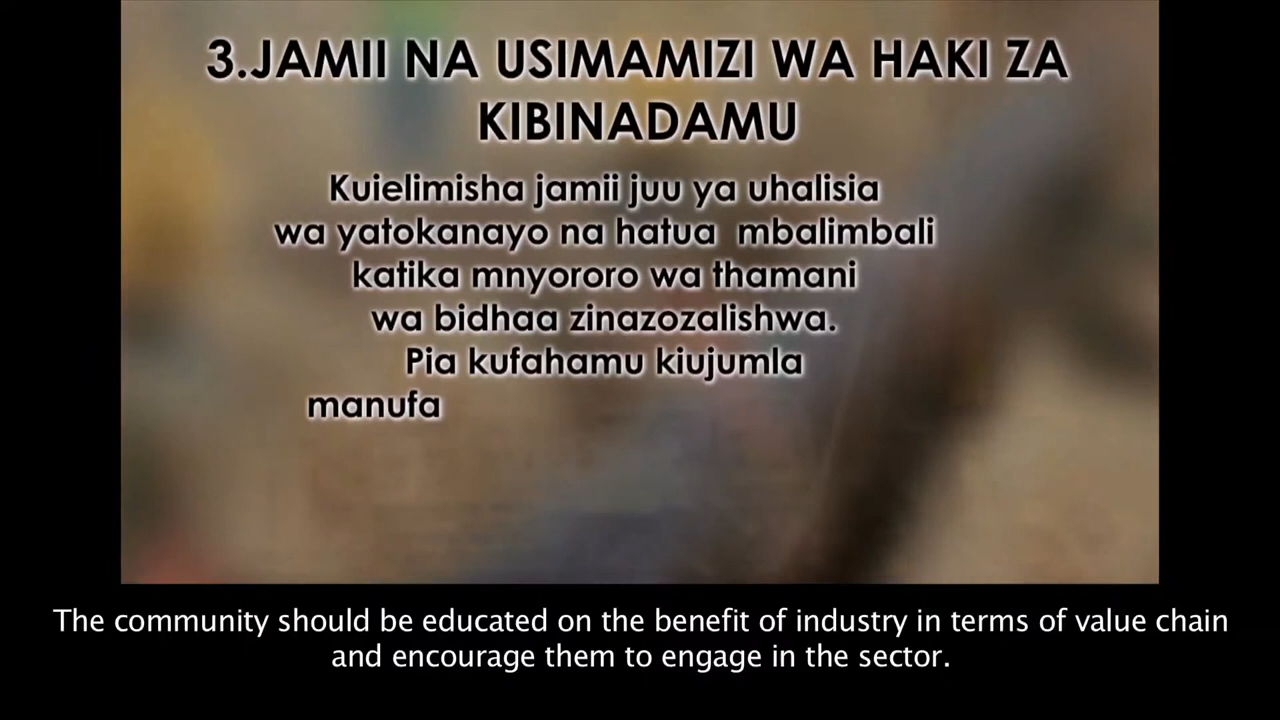 3.JAMII NA USIMAMIZI WA HAKI ZA
KIBINADAMU
Kuielimisha jamii juu ya uhalisia
wa yatokanayo na hatua mbalimbali
katika mnyororo wa thamani
wa bidhaa zinazozalishwa.
Pia kufahamu kiujumla
manufa
The community should be educated on the benefit of industry in terms of value chain
and encourage them to engage in the sector.